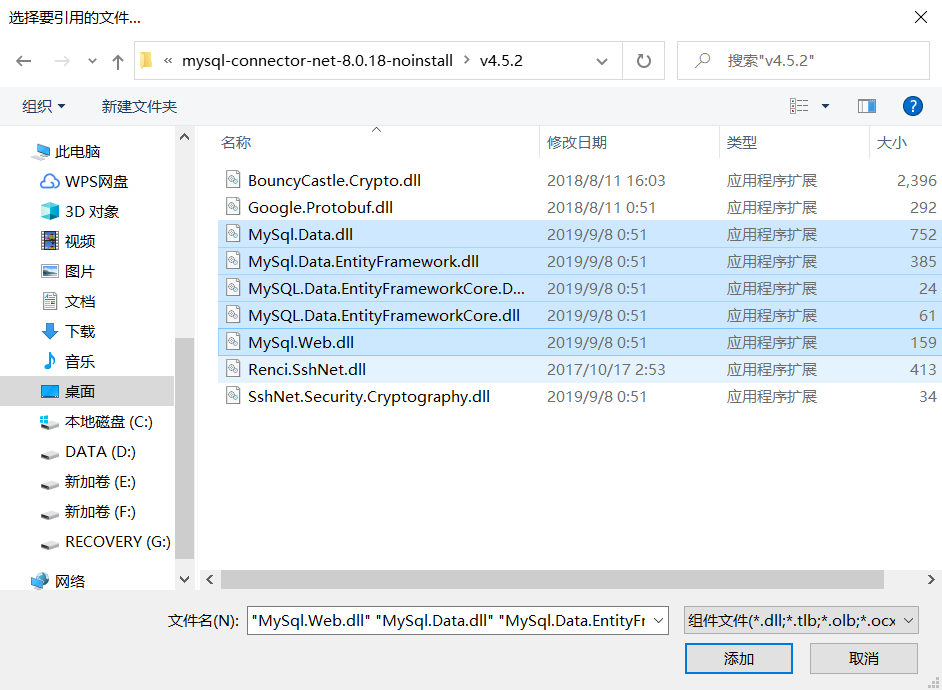 选择要引用的文件...
« mysql-connector-net-8.0.18-noinstall > v4.5.2
搜索"v4.5.2"
组织 新建文件夹
此电脑
WPS网盘
3D 对象
视频
图片
文档
下载
音乐
桌面
本地磁盘 (C:)
DATA (D:)
新加卷 (E:)
新加卷 (F:)
RECOVERY (G:)
网络
名称 修改日期 类型 大小
BouncyCastle.Crypto.dll 2018/8/11 16:03 应用程序扩展 2,396
Google.Protobuf.dll 2018/8/11 0:51 应用程序扩展 292
MySql.Data.dll 2019/9/8 0:51 应用程序扩展 752
MySql.Data.EntityFramework.dll 2019/9/8 0:51 应用程序扩展 385
MySQL.Data.EntityFrameworkCore.D... 2019/9/8 0:51 应用程序扩展 24
MySQL.Data.EntityFrameworkCore.dll 2019/9/8 0:51 应用程序扩展 61
MySql.Web.dll 2019/9/8 0:51 应用程序扩展 159
Renci.SshNet.dll 2017/10/17 2:53 应用程序扩展 413
SshNet.Security.Cryptography.dll 2019/9/8 0:51 应用程序扩展 34
文件名(N): "MySql.Web.dll" "MySql.Data.dll" "MySql.Data.EntityFr
组件文件(*.dll;*.tlb;*.olb;*.ocx
添加 取消